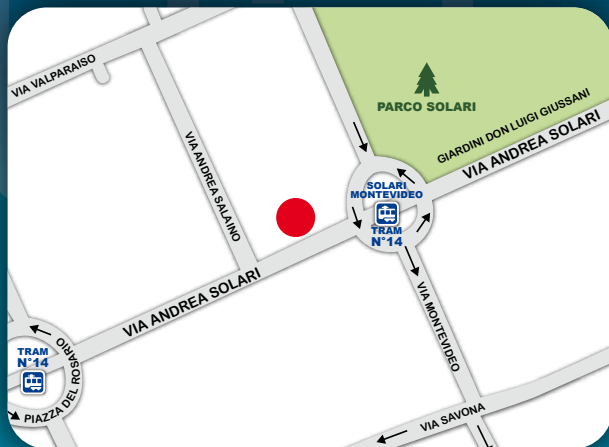 VIA VALPARAISO
PARCO SOLARI
GIARDINI DON LUIGI GIUSSANI
VIA ANDREA SOLARI
VIA ANDREA SALAINO
SOLARI
MONTEVIDEO
TRAM
N°14
VIA ANDREA SOLARI
VIA MONTEVIDEO
TRAM
N°14
PIAZZA DEL ROSARIO
VIA SAVONA